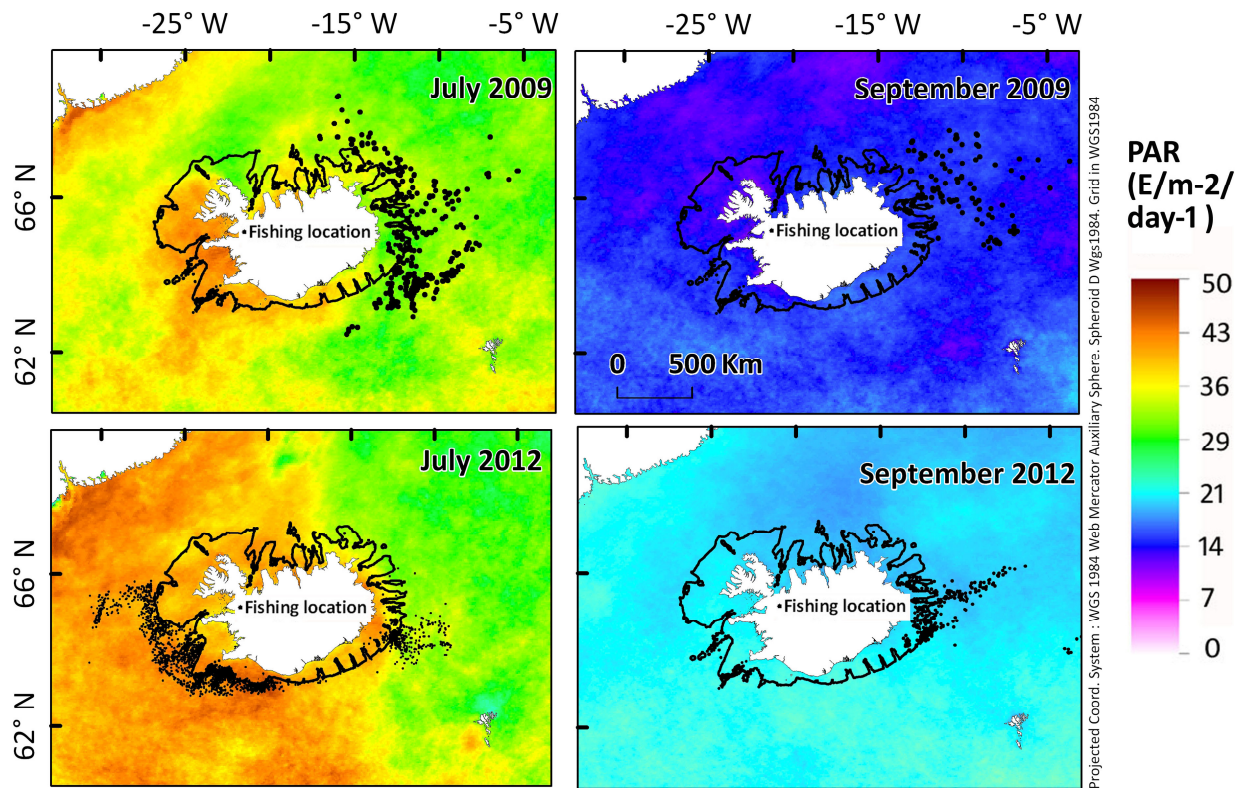 -25° W -15° W -5° W -25° W -15° W -5° W
July 2009
September 2009
66° N
•Fishing location
•Fishing location
62° N
0 500 Km
July 2012
September 2012
66° N
•Fishing location
•Fishing location
62° N
Projected Coord. System : WGS 1984 Web Mercator Auxiliary Sphere. Spheroid D Wgs1984. Grid in WGS1984
PAR
(E/m-2/
day-1 )
50
43
36
29
21
14
7
0